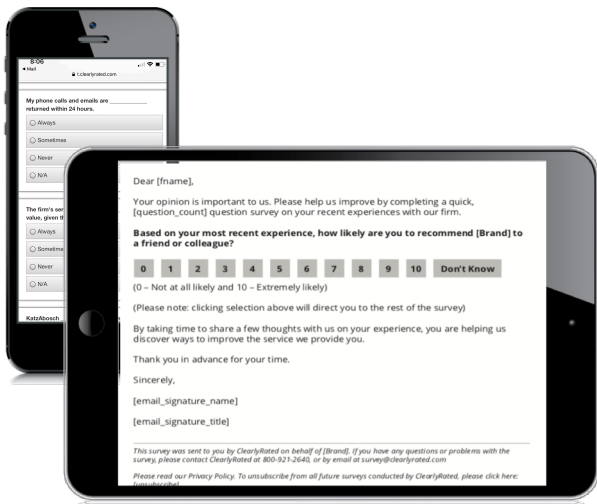 8:06
Mail
t.clearlyrated.com
My phone calls and emails are ____________
returned within 24 hours.
Always
Sometimes
Never
N/A
The firm's ser
value, given th
Always
Sometime
Never
N/A
KatzAbosch
Dear [fname],
Your opinion is important to us. Please help us improve by completing a quick,
[question_count] question survey on your recent experiences with our firm.
Based on your most recent experience, how likely are you to recommend [Brand] to
a friend or colleague?
0 1 2 3 4 5 6 7 8 9 10 Don't Know
(0 – Not at all likely and 10 – Extremely likely)
(Please note: clicking selection above will direct you to the rest of the survey)
By taking time to share a few thoughts with us on your experience, you are helping us
discover ways to improve the service we provide you.
Thank you in advance for your time.
Sincerely,
[email_signature_name]
[email_signature_title]
This survey was sent to you by ClearlyRated on behalf of [Brand]. If you have any questions or problems with the
survey, please contact ClearlyRated at 800-921-2640, or by email at survey@clearlyrated.com
Please read our Privacy Policy. To unsubscribe from all future surveys conducted by ClearlyRated, please click here:
[unsubscribe]